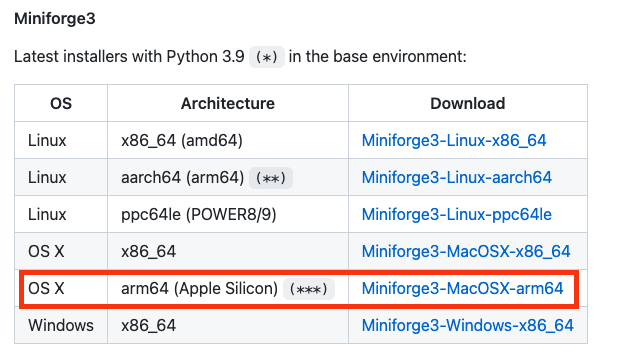 Miniforge3
Latest installers with Python 3.9 (*) in the base environment:
OS Architecture Download
Linux x86_64 (amd64) Miniforge3-Linux-x86_64
Linux aarch64 (arm64) (**) Miniforge3-Linux-aarch64
Linux ppc64le (POWER8/9) Miniforge3-Linux-ppc64le
OS X x86_64 Miniforge3-MacOSX-x86_64
OS X arm64 (Apple Silicon) (***) Miniforge3-MacOSX-arm64
Windows x86_64 Miniforge3-Windows-x86_64